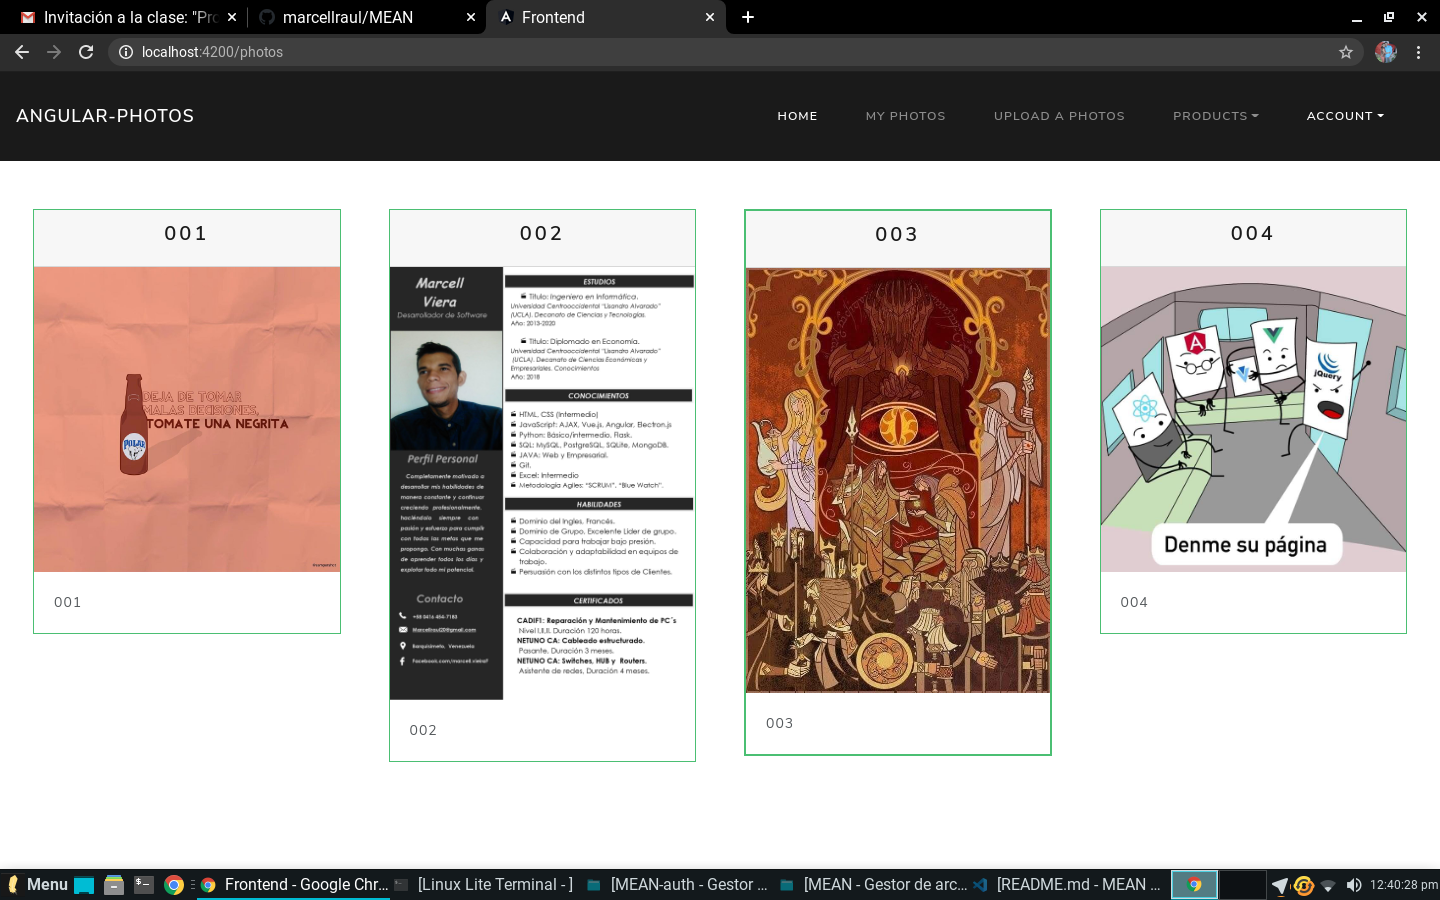 Invitación a la clase: "Pro
marcellraul/MEAN
Frontend
localhost:4200/photos
ANGULAR-PHOTOS
HOME
MY PHOTOS
UPLOAD A PHOTOS
PRODUCTS
ACCOUNT
001
DEJA DE TOMAR
MALAS DECISIONES,
TOMATE UNA NEGRITA
POLAR
001
002
Marcell
Viera
Desarrollador de Software
Perfil Personal
Completamente motivado a
desarrollar mis habilidades de
manera constante y continuar
creciendo profesionalmente,
haciéndolo siempre con
pasión y esfuerzo para cumplir
con todas las metas que me
propongo. Con muchas ganas
de aprender todos los días y
explotar todo mi potencial.
Contacto
Marcellraul20@gmail.com
Barquisimeto, Venezuela
ESTUDIOS
Título: Ingeniero en Informática.
Universidad Centrooccidental "Lisandro Alvarado"
(UCLA). Decanato de Ciencias y Tecnologías.
Año: 2013-2020
Título: Diplomado en Economía.
Universidad Centrooccidental "Lisandro Alvarado"
(UCLA). Decanato de Ciencias Económicas y
Empresariales. Conocimientos
Año: 2018
CONOCIMIENTOS
HTML, CSS (Intermedio)
JavaScript: AJAX, Vue.js, Angular, Electron.js
Python: Básico/intermedio, Flask.
SQL: MySQL, PostgreSQL, SQLite, MongoDB.
JAVA: Web y Empresarial.
Git.
Excel: Intermedio
Metodología Agiles: "SCRUM", "Blue Watch".
HABILIDADES
Dominio del Ingles, Francés.
Dominio de Grupo, Excelente Líder de grupo.
Capacidad para trabajar bajo presión.
Colaboración y adaptabilidad en equipos de
trabajo.
Persuasión con los distintos tipos de Clientes.
CERTIFICADOS
CADIF1: Reparación y Mantenimiento de PC´s
Nivel I,II,II. Duración 120 horas.
NETUNO CA: Cableado estructurado.
Pasante. Duración 3 meses.
NETUNO CA: Switches, HUB y Routers.
Asistente de redes, Duración 4 meses.
002
003
003
004
jQuery
Denme su página
004
Menu
Frontend - Google Chr...
[Linux Lite Terminal - ]
[MEAN-auth - Gestor ...
[MEAN - Gestor de arc...
[README.md - MEAN ...
12:40:28 pm